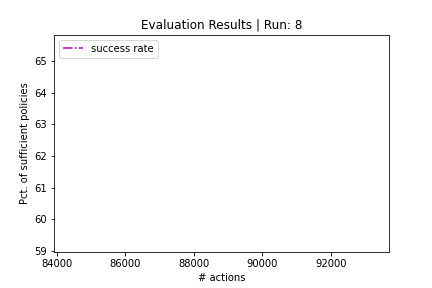 Evaluation Results | Run: 8
success rate
Pct. of sufficient policies
65
64
63
62
61
60
59
84000 86000 88000 90000 92000
# actions